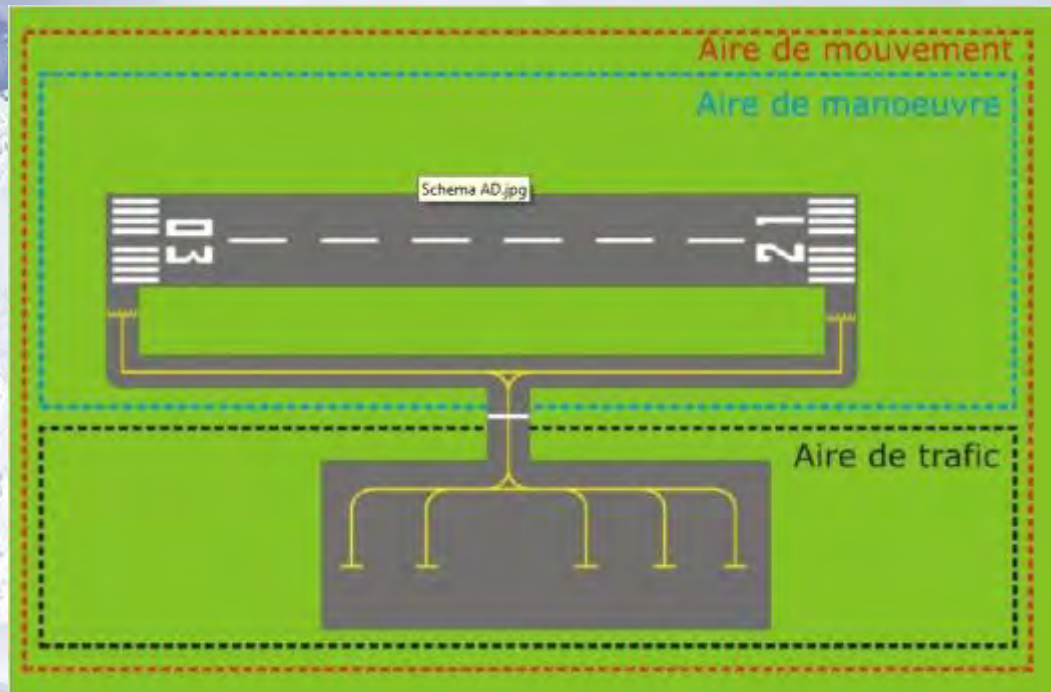 Aire de mouvement
Aire de manoeuvre
Schema AD.jpg
03
21
Aire de trafic